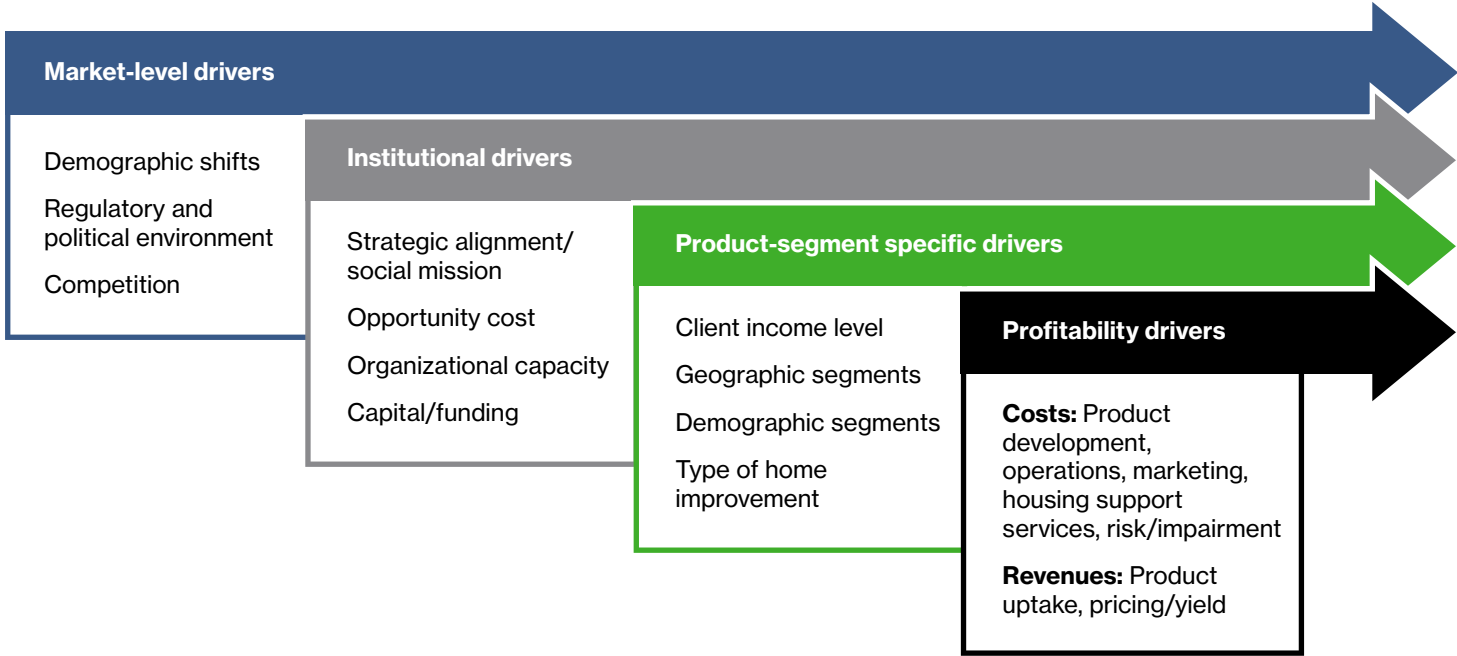 Market-level drivers
Demographic shifts
Regulatory and
political environment
Competition
Institutional drivers
Strategic alignment/
social mission
Opportunity cost
Organizational capacity
Capital/funding
Product-segment specific drivers
Client income level
Geographic segments
Demographic segments
Type of home
improvement
Profitability drivers
Costs: Product
development,
operations, marketing,
housing support
services, risk/impairment
Revenues: Product
uptake, pricing/yield